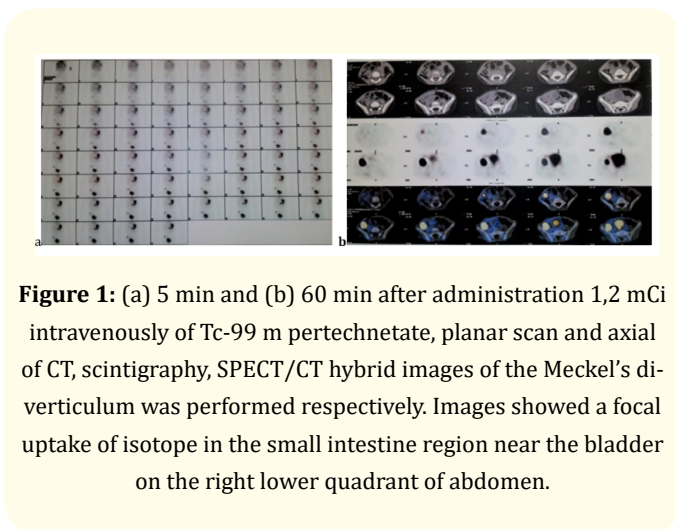 a
b
Figure 1: (a) 5 min and (b) 60 min after administration 1,2 mCi
intravenously of Tc-99 m pertechnetate, planar scan and axial
of CT, scintigraphy, SPECT/CT hybrid images of the Meckel’s di-
verticulum was performed respectively. Images showed a focal
uptake of isotope in the small intestine region near the bladder
on the right lower quadrant of abdomen.